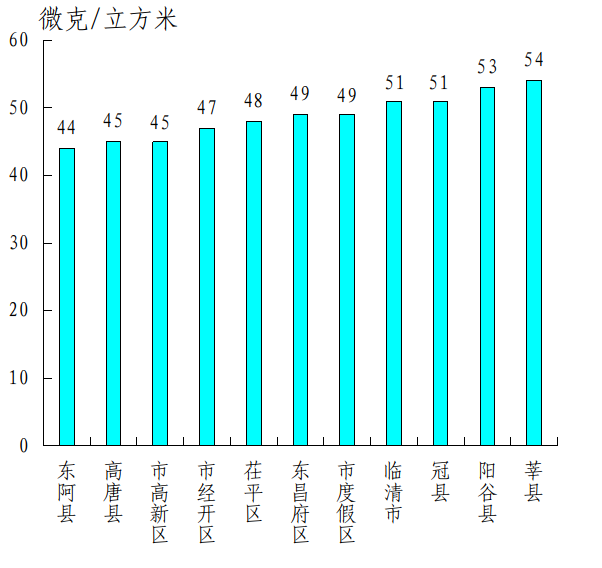 微克/立方米
60
50
40
30
20
10
0
44
45
45
47
48
49
49
51
51
53
54
东阿县
高唐县
市高新区
市经开区
茌平区
东昌府区
市度假区
临清市
冠县
阳谷县
莘县